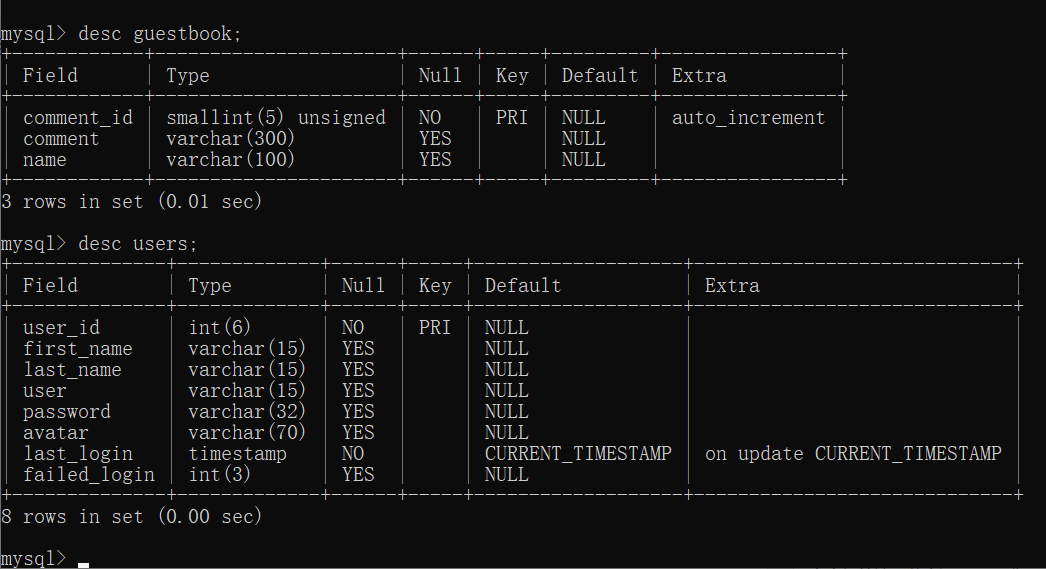 mysql> desc guestbook;
+-------------+----------------------+------+-----+---------+----------------+
| Field       | Type                 | Null | Key | Default | Extra          |
+-------------+----------------------+------+-----+---------+----------------+
| comment_id  | smallint(5) unsigned | NO   | PRI | NULL    | auto_increment |
| comment     | varchar(300)         | YES  |     | NULL    |                |
| name        | varchar(100)         | YES  |     | NULL    |                |
+-------------+----------------------+------+-----+---------+----------------+
3 rows in set (0.01 sec)
mysql> desc users;
+--------------+-------------+------+-----+-------------------+-----------------------------+
| Field        | Type        | Null | Key | Default           | Extra                       |
+--------------+-------------+------+-----+-------------------+-----------------------------+
| user_id      | int(6)      | NO   | PRI | NULL              |                             |
| first_name   | varchar(15) | YES  |     | NULL              |                             |
| last_name    | varchar(15) | YES  |     | NULL              |                             |
| user         | varchar(15) | YES  |     | NULL              |                             |
| password     | varchar(32) | YES  |     | NULL              |                             |
| avatar       | varchar(70) | YES  |     | NULL              |                             |
| last_login   | timestamp   | NO   |     | CURRENT_TIMESTAMP | on update CURRENT_TIMESTAMP |
| failed_login | int(3)      | YES  |     | NULL              |                             |
+--------------+-------------+------+-----+-------------------+-----------------------------+
8 rows in set (0.00 sec)
mysql>